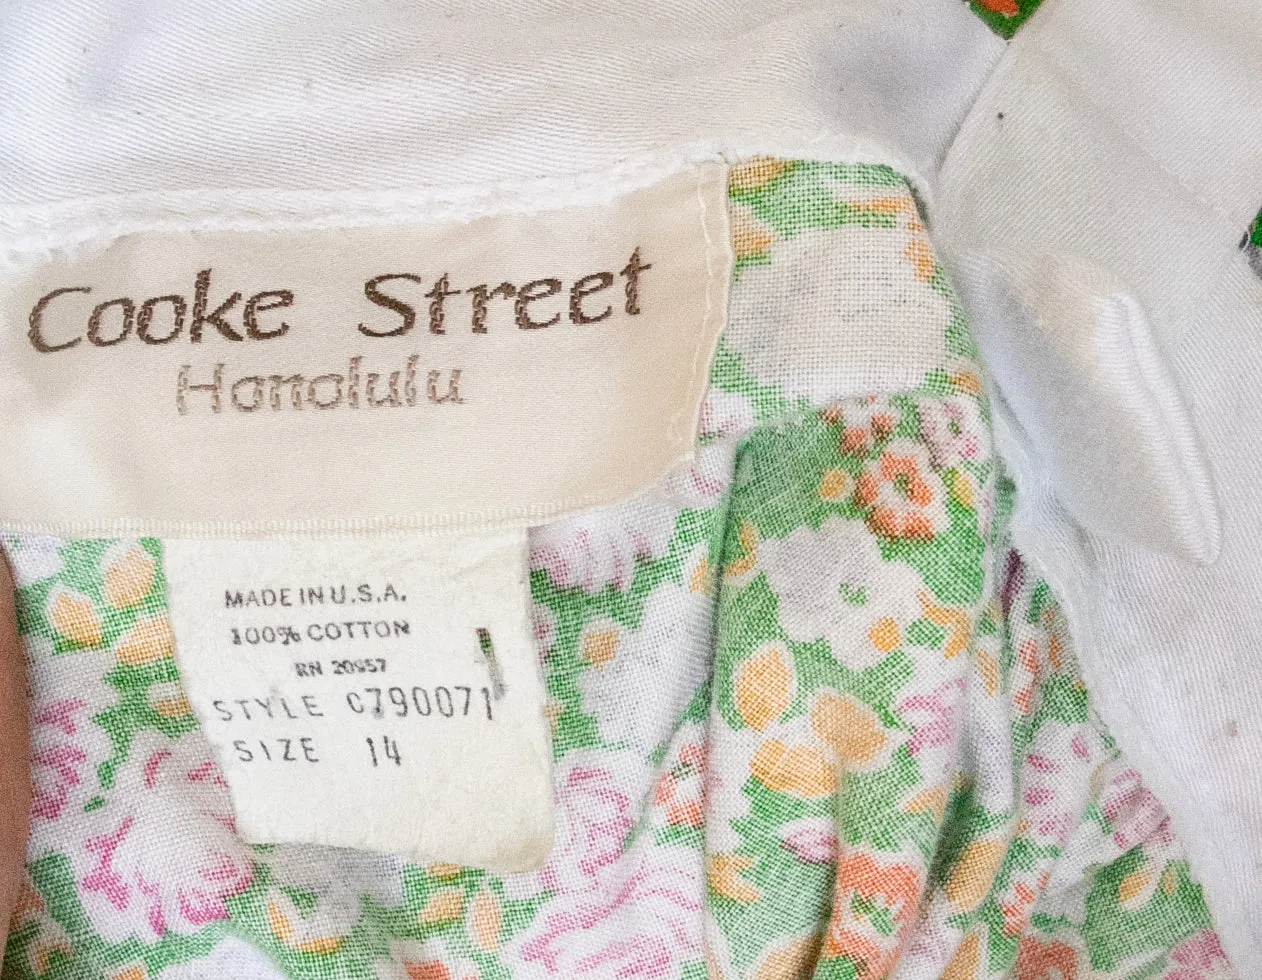 Cooke Street
Honolulu
MADE IN U.S.A.
100% COTTON
RN 20957
STYLE C790071
SIZE 14